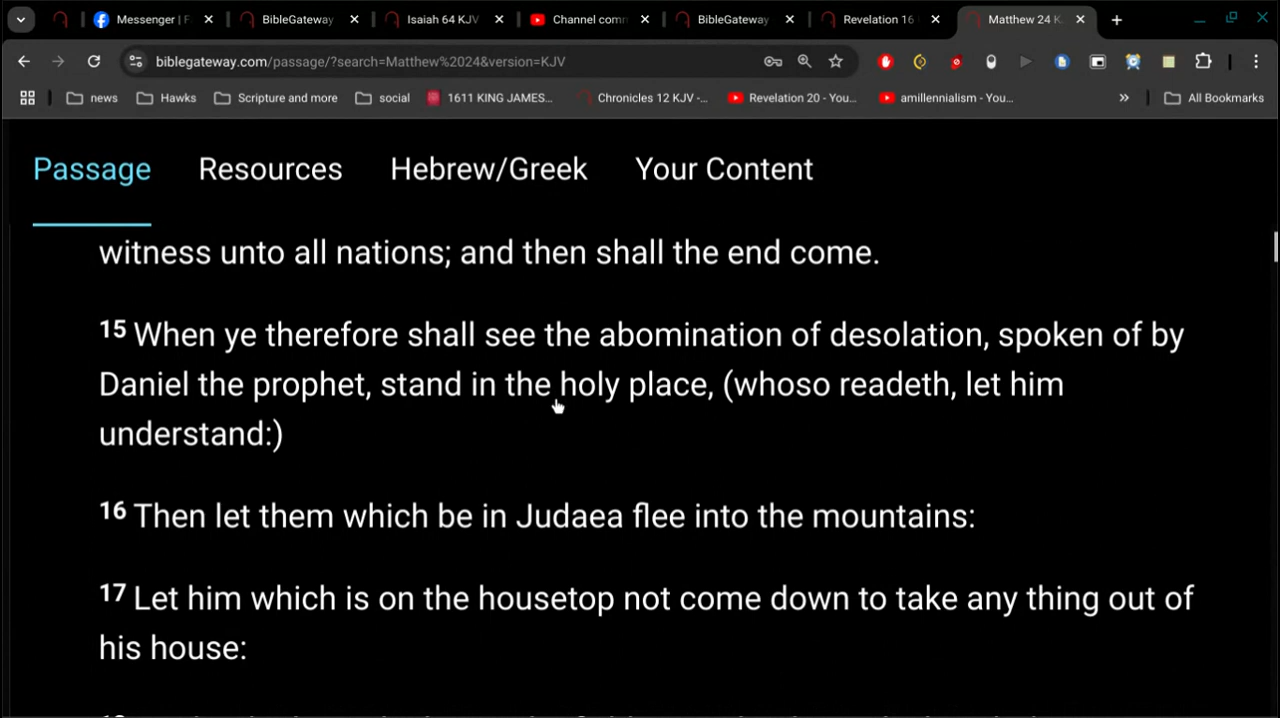 Messenger | F
BibleGateway
Isaiah 64 KJV
Channel comm
BibleGateway
Revelation 16
Matthew 24 K
biblegateway.com/passage/?search=Matthew%2024&version=KJV
news
Hawks
Scripture and more
social
1611 KING JAMES...
Chronicles 12 KJV -...
Revelation 20 - You...
amillennialism - You...
All Bookmarks
Passage Resources Hebrew/Greek Your Content
witness unto all nations; and then shall the end come.
15 When ye therefore shall see the abomination of desolation, spoken of by
Daniel the prophet, stand in the holy place, (whoso readeth, let him
understand:)
16 Then let them which be in Judaea flee into the mountains:
17 Let him which is on the housetop not come down to take any thing out of
his house: